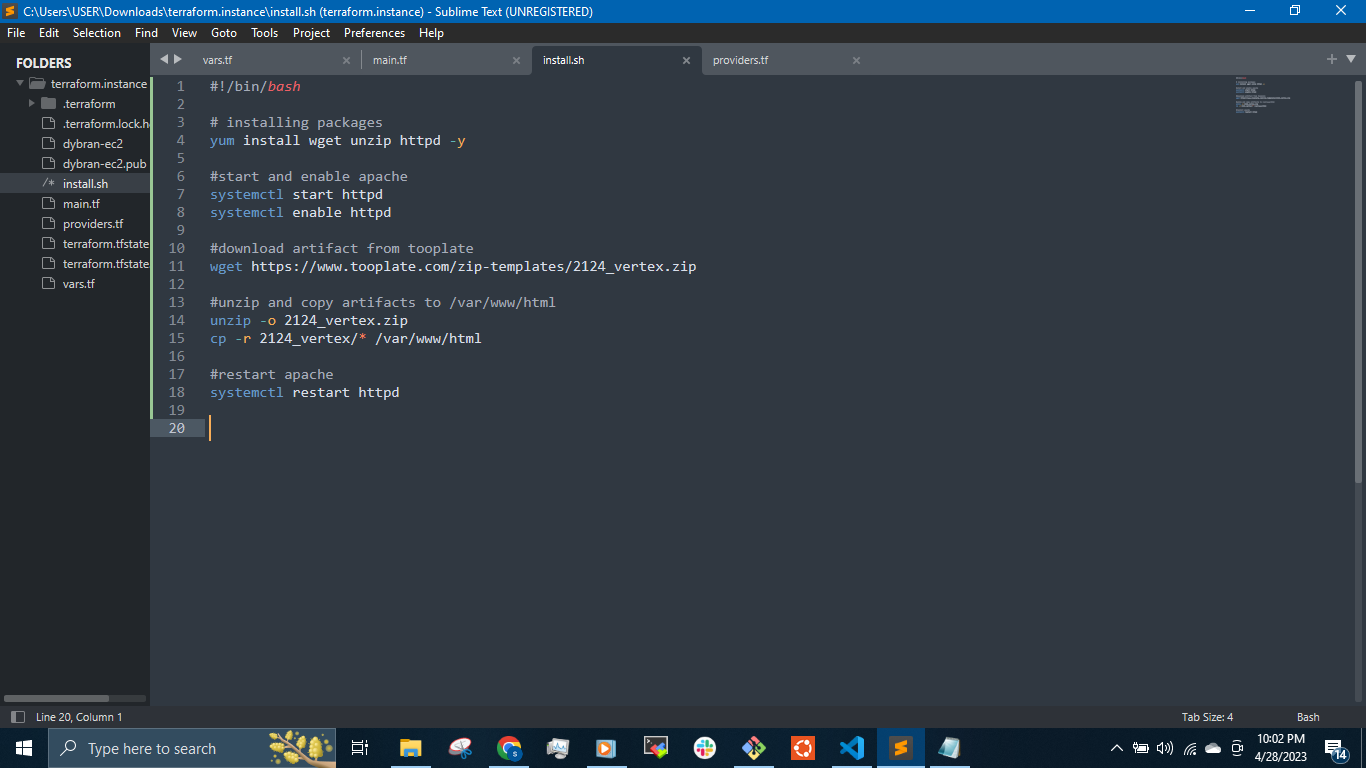 C:\Users\USER\Downloads\terraform.instance\install.sh (terraform.instance) - Sublime Text (UNREGISTERED)
File Edit Selection Find View Goto Tools Project Preferences Help
FOLDERS
terraform.instance
.terraform
.terraform.lock.h
dybran-ec2
dybran-ec2.pub
/* install.sh
main.tf
providers.tf
terraform.tfstate
terraform.tfstate
vars.tf
vars.tf main.tf install.sh providers.tf
1 #!/bin/bash
2
3 # installing packages
4 yum install wget unzip httpd -y
5
6 #start and enable apache
7 systemctl start httpd
8 systemctl enable httpd
9
10 #download artifact from tooplate
11 wget https://www.tooplate.com/zip-templates/2124_vertex.zip
12
13 #unzip and copy artifacts to /var/www/html
14 unzip -o 2124_vertex.zip
15 cp -r 2124_vertex/* /var/www/html
16
17 #restart apache
18 systemctl restart httpd
19
20
Line 20, Column 1 Tab Size: 4 Bash
Type here to search
10:02 PM
4/28/2023
14